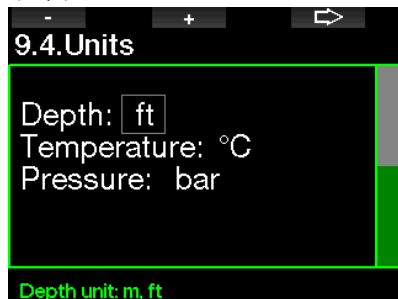 - + ⇨
9.4.Units
Depth: ft
Temperature: °C
Pressure: bar
Depth unit: m, ft